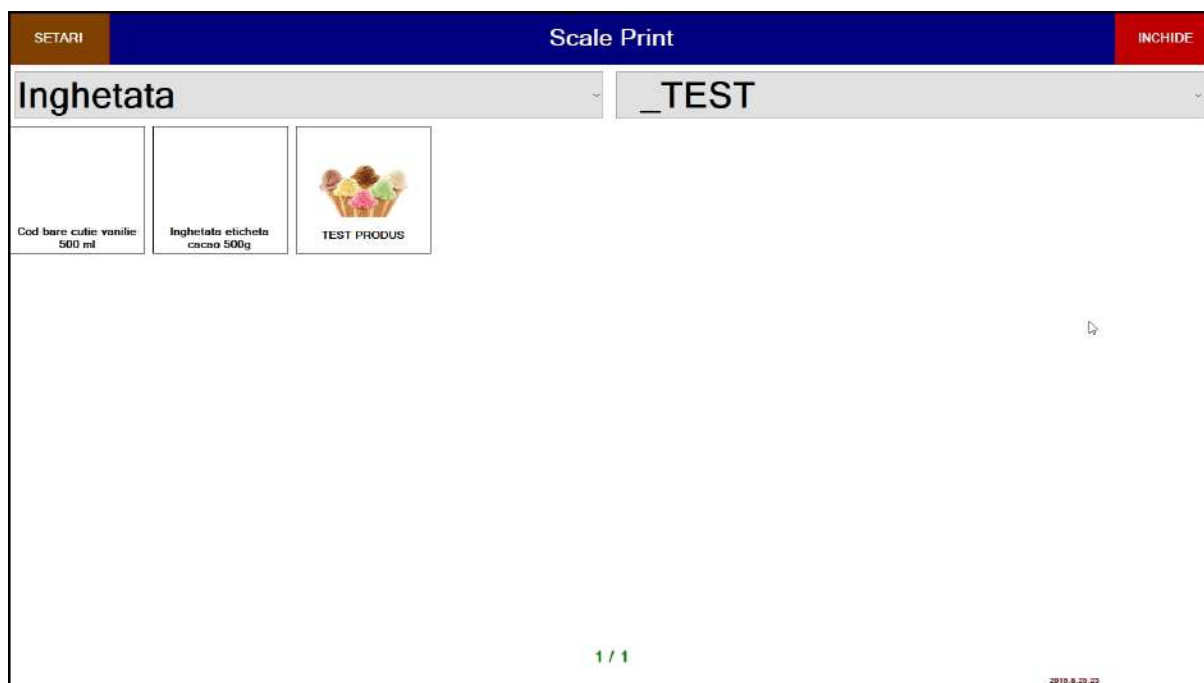 SETARI
Scale Print
INCHIDE
Inghetata
_TEST
Cod bare cutie vanilie
500 ml
Inghetata eticheta
cacao 500g
TEST PRODUS
1 / 1